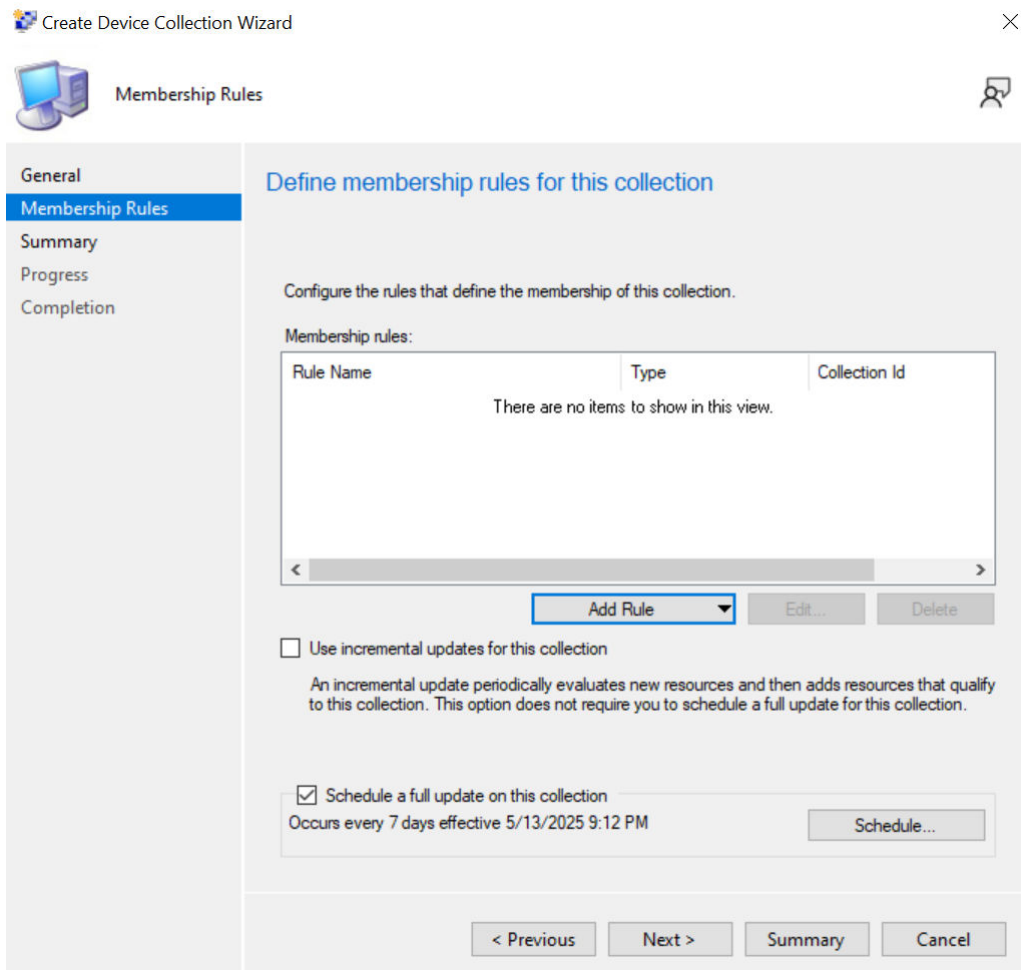 Create Device Collection Wizard
Membership Rules
General
Membership Rules
Summary
Progress
Completion
Define membership rules for this collection
Configure the rules that define the membership of this collection.
Membership rules:
Rule Name Type Collection Id
There are no items to show in this view.
Add Rule Edit... Delete
Use incremental updates for this collection
An incremental update periodically evaluates new resources and then adds resources that qualify
to this collection. This option does not require you to schedule a full update for this collection.
Schedule a full update on this collection
Occurs every 7 days effective 5/13/2025 9:12 PM
Schedule...
< Previous Next > Summary Cancel